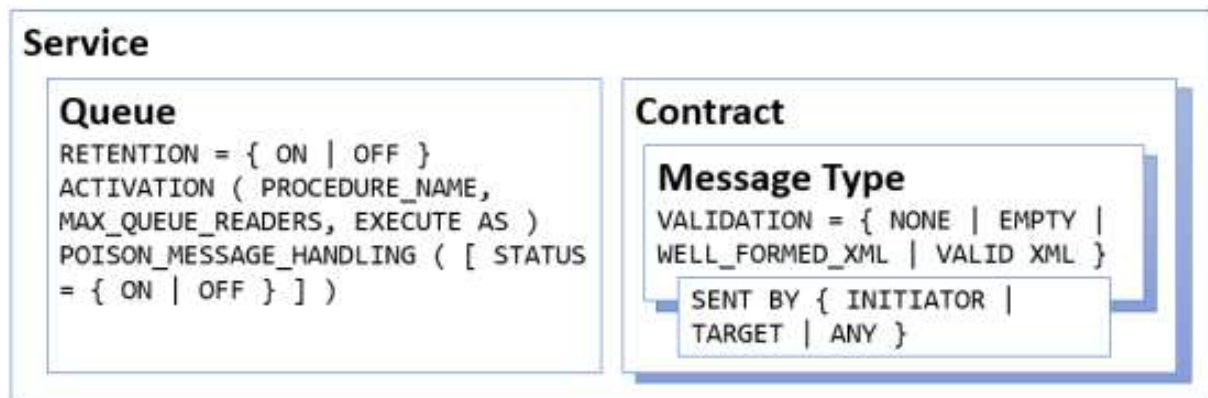 Service
Queue
RETENTION = { ON | OFF }
ACTIVATION ( PROCEDURE_NAME,
MAX_QUEUE_READERS, EXECUTE AS )
POISON_MESSAGE_HANDLING ( [ STATUS
= { ON | OFF } ] )
Contract
Message Type
VALIDATION = { NONE | EMPTY |
WELL_FORMED_XML | VALID XML }
SENT BY { INITIATOR |
TARGET | ANY }